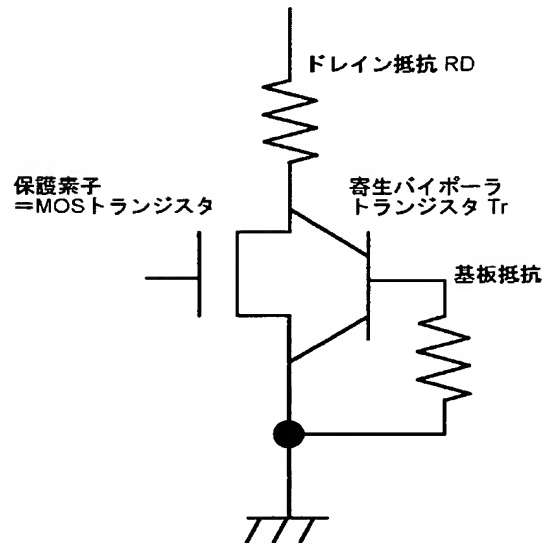 ドレイン抵抗 RD
保護素子
=MOSトランジスタ
寄生バイポーラ
トランジスタ Tr
基板抵抗